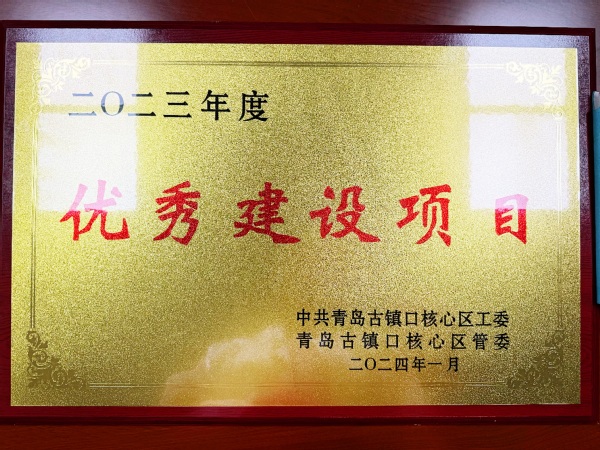 二〇二三年度
优秀建设项目
中共青岛古镇口核心区工委
青岛古镇口核心区管委
二〇二四年一月